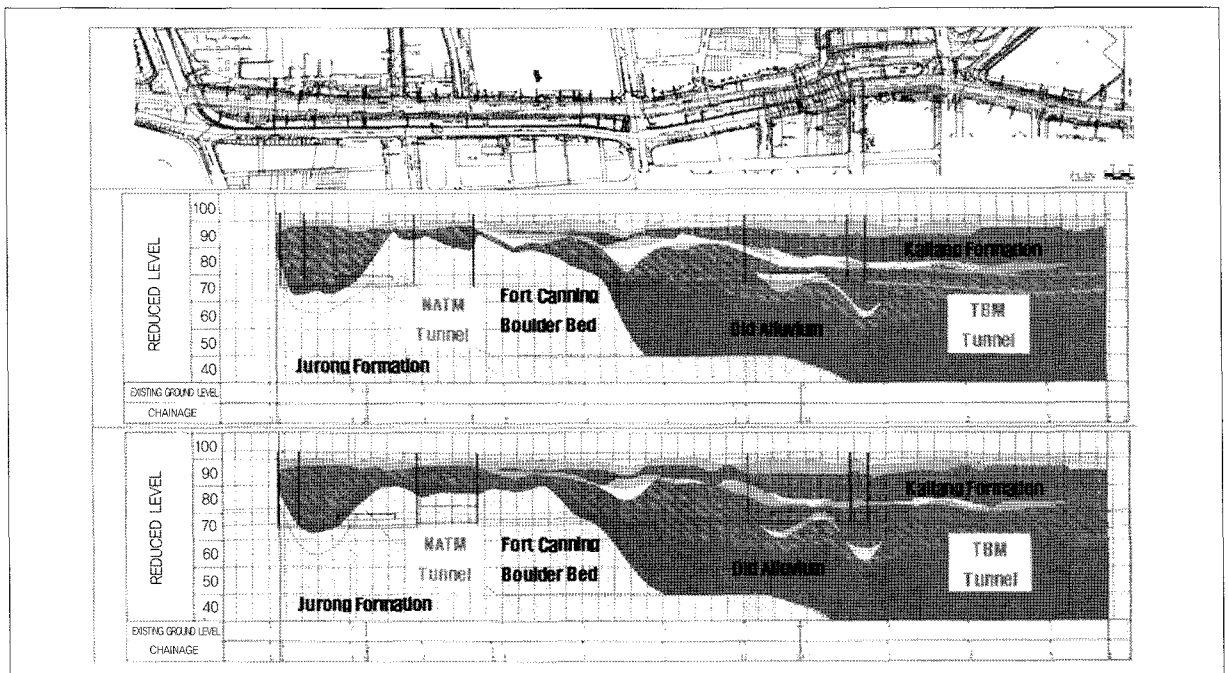 100
90
80
70
60
50
40
REDUCED LEVEL
Kallang Formation
NATM
Tunnel
Fort Canning
Boulder Bed
Old Alluvium
TBM
Tunnel
Jurong Formation
EXISTING GROUND LEVEL
CHAINAGE
100
90
80
70
60
50
40
REDUCED LEVEL
Kallang Formation
NATM
Tunnel
Fort Canning
Boulder Bed
Old Alluvium
TBM
Tunnel
Jurong Formation
EXISTING GROUND LEVEL
CHAINAGE